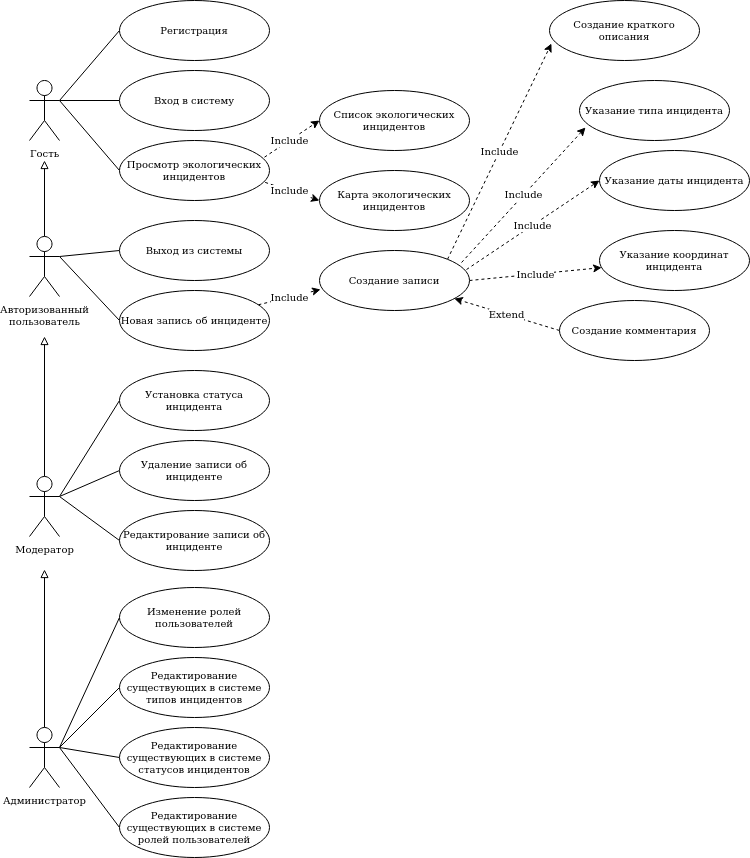 Регистрация
Вход в систему
Просмотр экологических
инцидентов
Гость
Include
Include
Список экологических
инцидентов
Карта экологических
инцидентов
Выход из системы
Новая запись об инциденте
Авторизованный
пользователь
Include
Создание записи
Include
Include
Include
Include
Extend
Создание краткого
описания
Указание типа инцидента
Указание даты инцидента
Указание координат
инцидента
Создание комментария
Установка статуса
инцидента
Удаление записи об
инциденте
Редактирование записи об
инциденте
Модератор
Изменение ролей
пользователей
Редактирование
существующих в системе
типов инцидентов
Редактирование
существующих в системе
статусов инцидентов
Редактирование
существующих в системе
ролей пользователей
Администратор